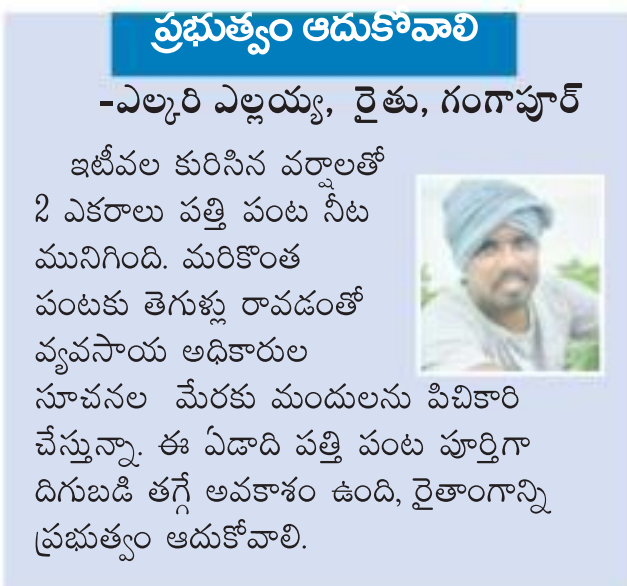 ప్రభుత్వం ఆదుకోవాలి
-ఎల్కరి ఎల్లయ్య, రైతు, గంగాపూర్
ఇటీవల కురిసిన వర్షాలతో
2 ఎకరాలు పత్తి పంట నీట
మునిగింది. మరికొంత
పంటకు తెగుళ్లు రావడంతో
వ్యవసాయ అధికారుల
సూచనల మేరకు మందులను పిచికారి
చేస్తున్నా. ఈ ఏడాది పత్తి పంట పూర్తిగా
దిగుబడి తగ్గే అవకాశం ఉంది, రైతాంగాన్ని
ప్రభుత్వం ఆదుకోవాలి.